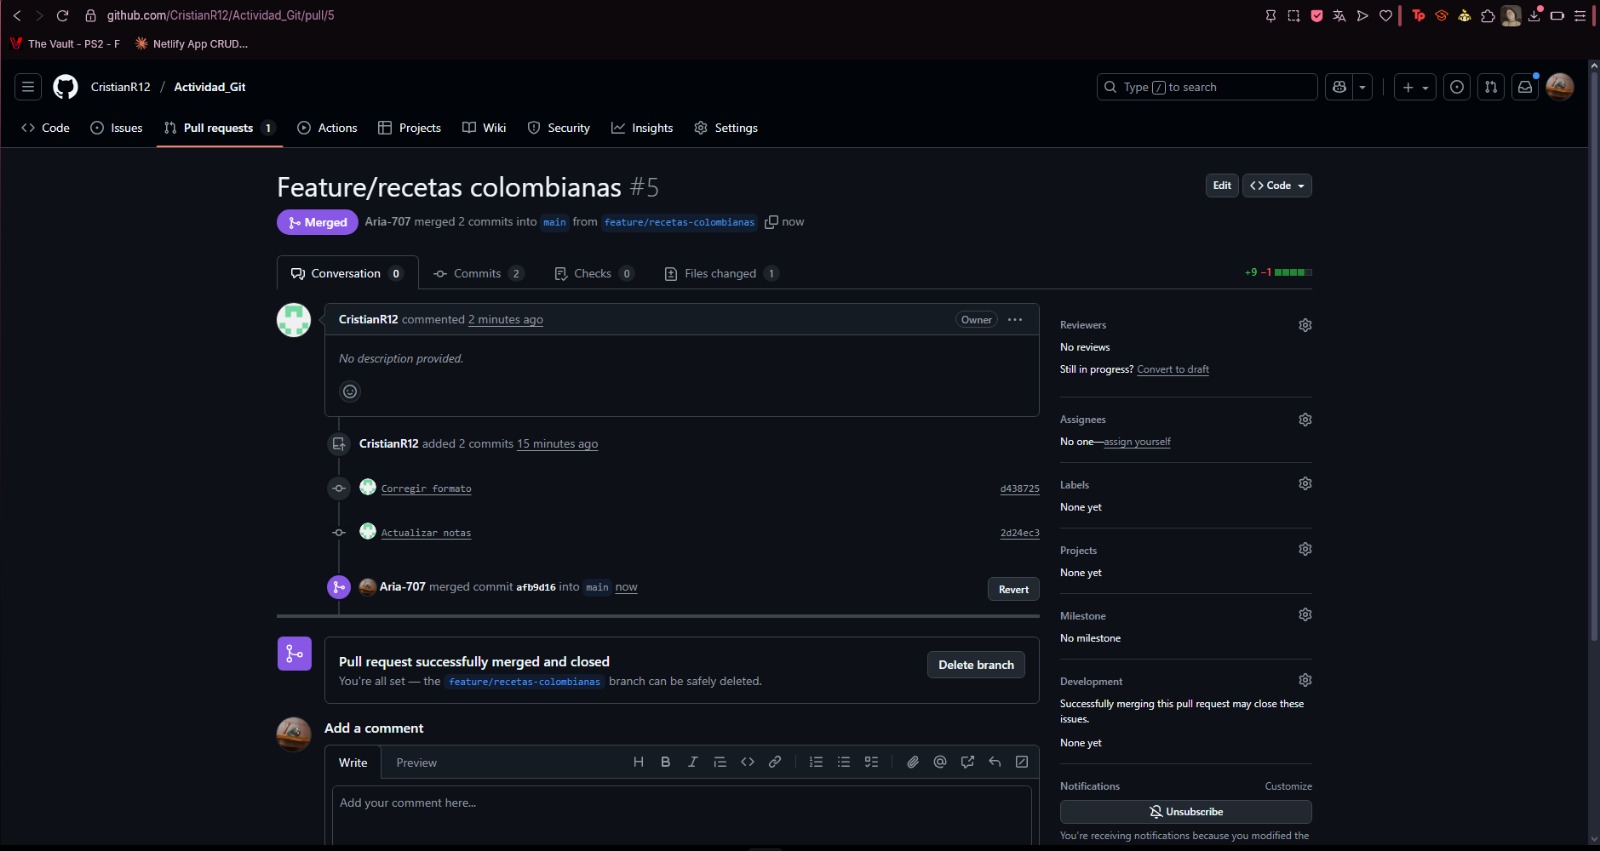 github.com/CristianR12/Actividad_Git/pull/5
The Vault - PS2 - F
Netlify App CRUD...
CristianR12 / Actividad_Git
Type / to search
Code
Issues
Pull requests 1
Actions
Projects
Wiki
Security
Insights
Settings
Feature/recetas colombianas #5
Edit
Code
Merged
Aria-707 merged 2 commits into main from feature/recetas-colombianas now
Conversation 0
Commits 2
Checks 0
Files changed 1
+9 −1
CristianR12 commented 2 minutes ago
Owner
No description provided.
CristianR12 added 2 commits 15 minutes ago
Corregir formato
d438725
Actualizar notas
2d24ec3
Aria-707 merged commit afb9d16 into main now
Revert
Pull request successfully merged and closed
You're all set — the feature/recetas-colombianas branch can be safely deleted.
Delete branch
Add a comment
Write
Preview
Add your comment here...
Reviewers
No reviews
Still in progress? Convert to draft
Assignees
No one—assign yourself
Labels
None yet
Projects
None yet
Milestone
No milestone
Development
Successfully merging this pull request may close these
issues.
None yet
Notifications
Customize
Unsubscribe
You're receiving notifications because you modified the